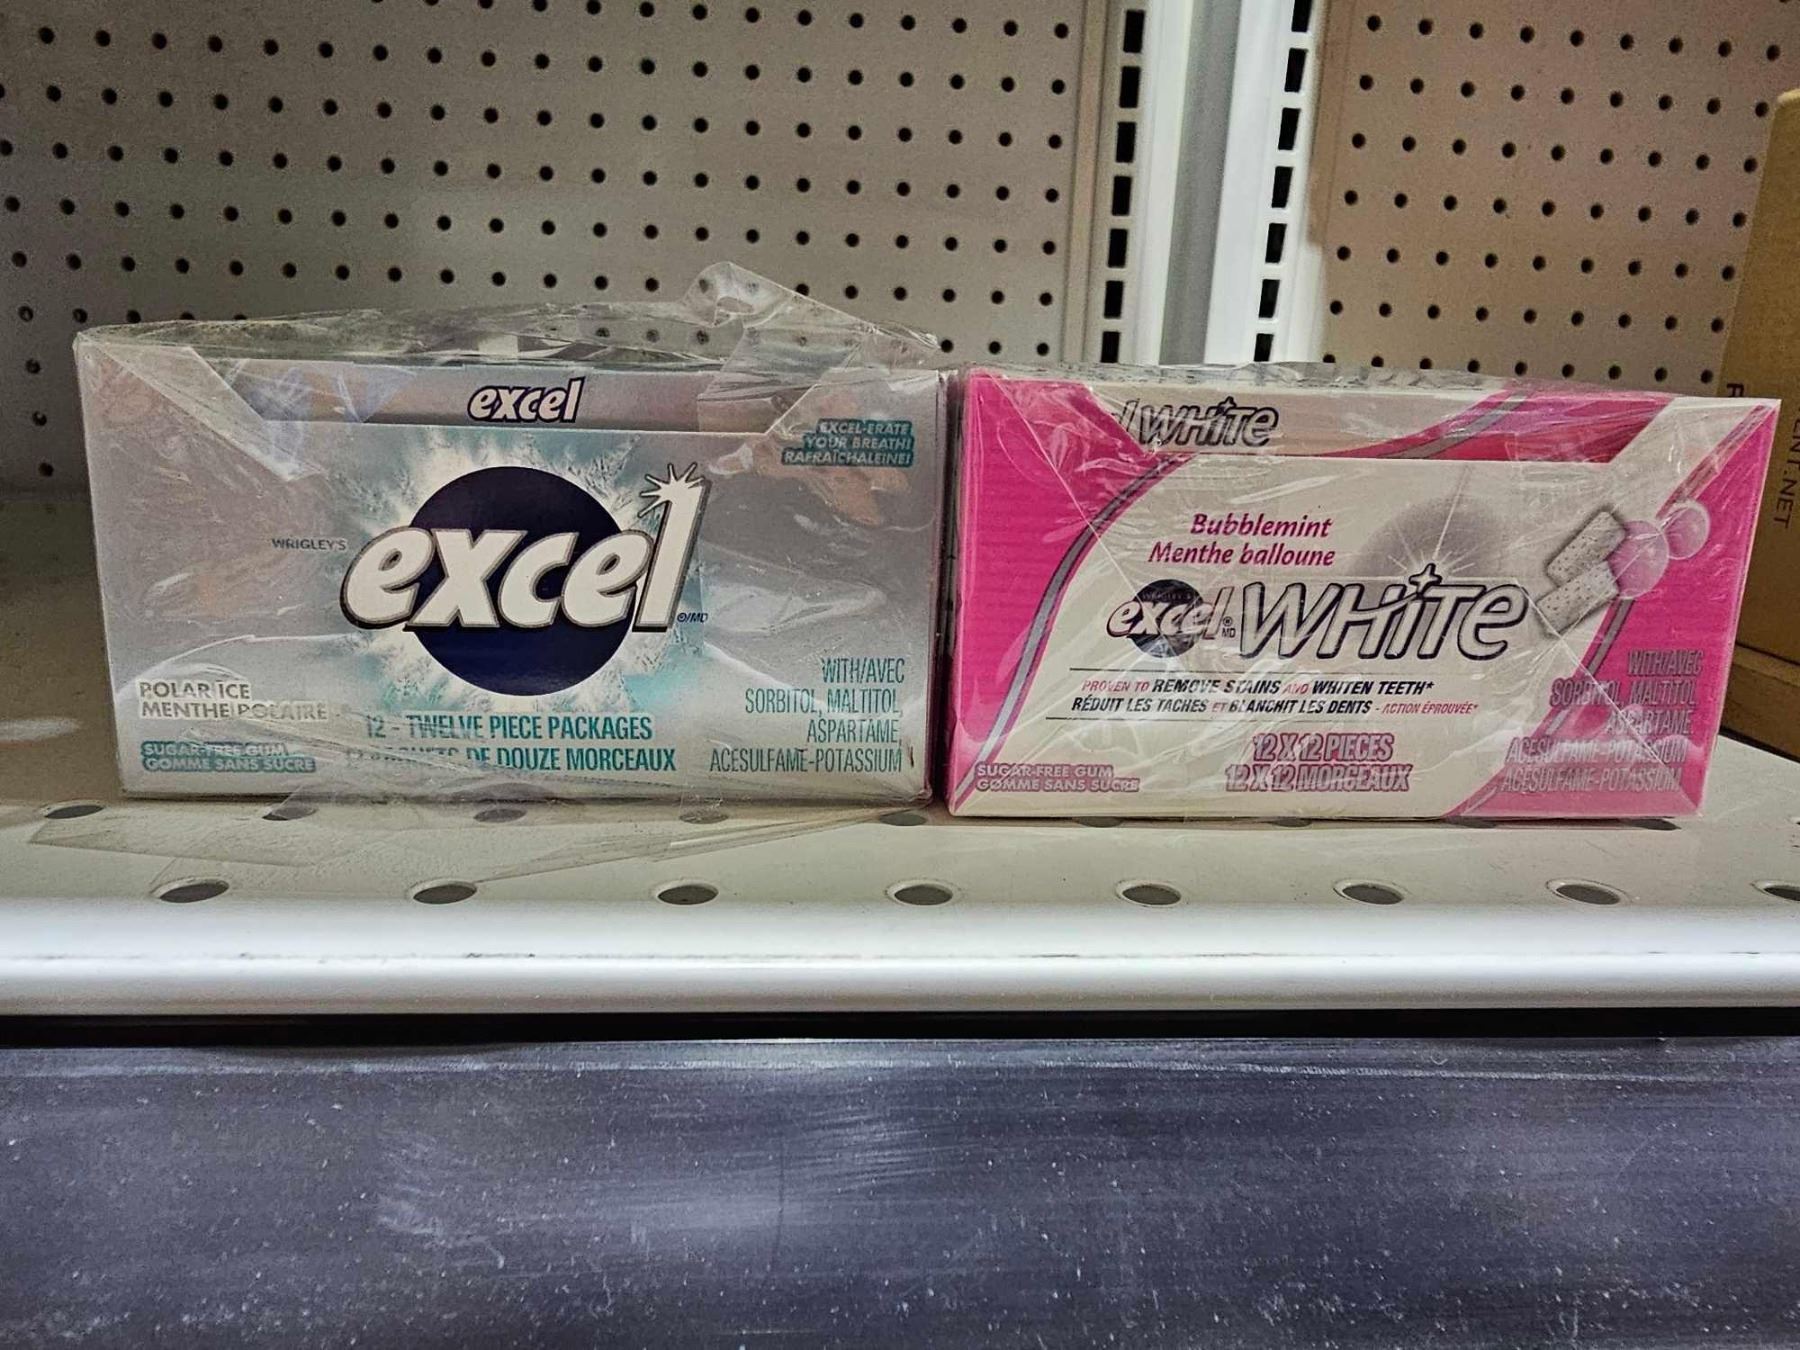 excel
EXCEL-ERATE
YOUR BREATH!
RAFRAÎCHALEINE!
WRIGLEY'S
excel
®/MD
POLAR ICE
MENTHE POLAIRE
SUGAR-FREE GUM
GOMME SANS SUCRE
12 - TWELVE PIECE PACKAGES
DE DOUZE MORCEAUX
WITH/AVEC
SORBITOL, MALTITOL,
ASPARTAME,
ACESULFAME-POTASSIUM
WHITE
Bubblemint
Menthe balloune
excel ® MD WHITE
PROVEN TO REMOVE STAINS AND WHITEN TEETH*
RÉDUIT LES TACHES ET BLANCHIT LES DENTS - ACTION ÉPROUVÉE*
12 X 12 PIECES
12 X 12 MORCEAUX
SUGAR-FREE GUM
GOMME SANS SUCRE
WITH/AVEC
SORBITOL, MALTITOL,
ASPARTAME,
ACESULFAME-POTASSIUM
ACÉSULFAME-POTASSIUM